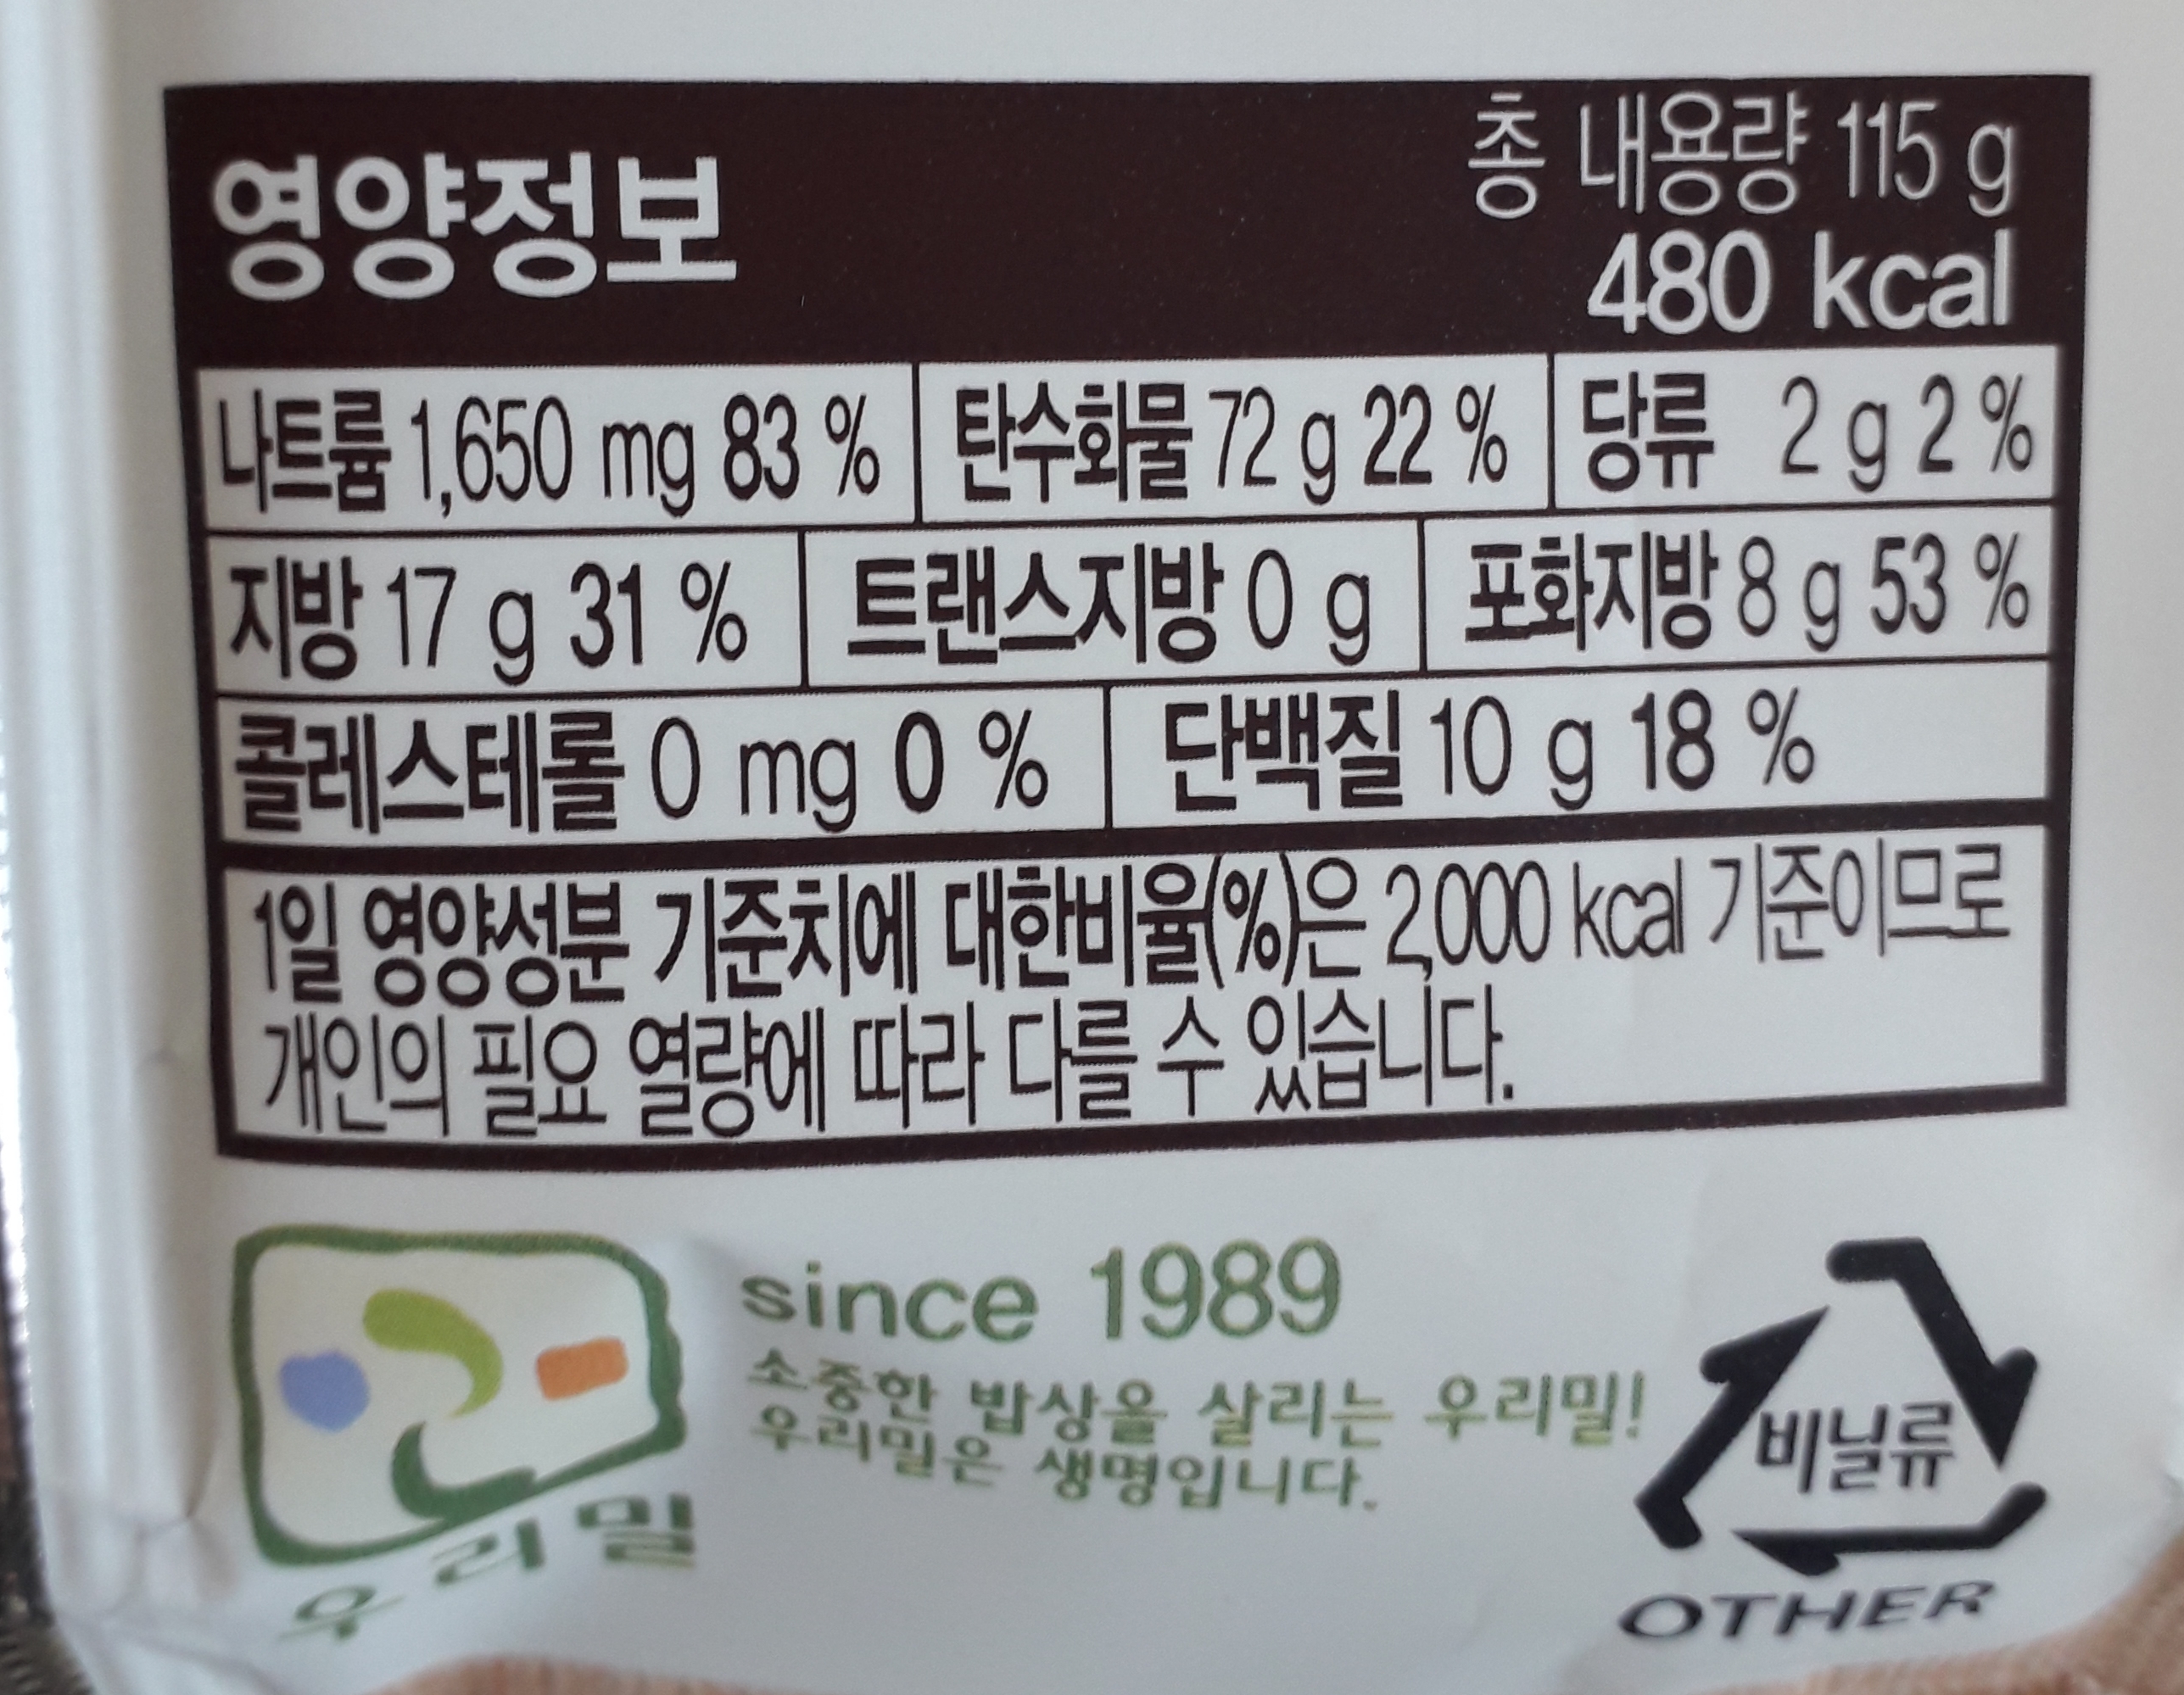 영양정보
총 내용량 115 g
480 kcal
나트륨 1,650 mg 83 % 탄수화물 72 g 22 % 당류 2 g 2 %
지방 17 g 31 % 트랜스지방 0 g 포화지방 8 g 53 %
콜레스테롤 0 mg 0 % 단백질 10 g 18 %
1일 영양성분 기준치에 대한비율(%)은 2,000 kcal 기준이므로
개인의 필요 열량에 따라 다를 수 있습니다.
since 1989
소중한 밥상을 살리는 우리밀!
우리밀은 생명입니다.
우리밀
비닐류
OTHER